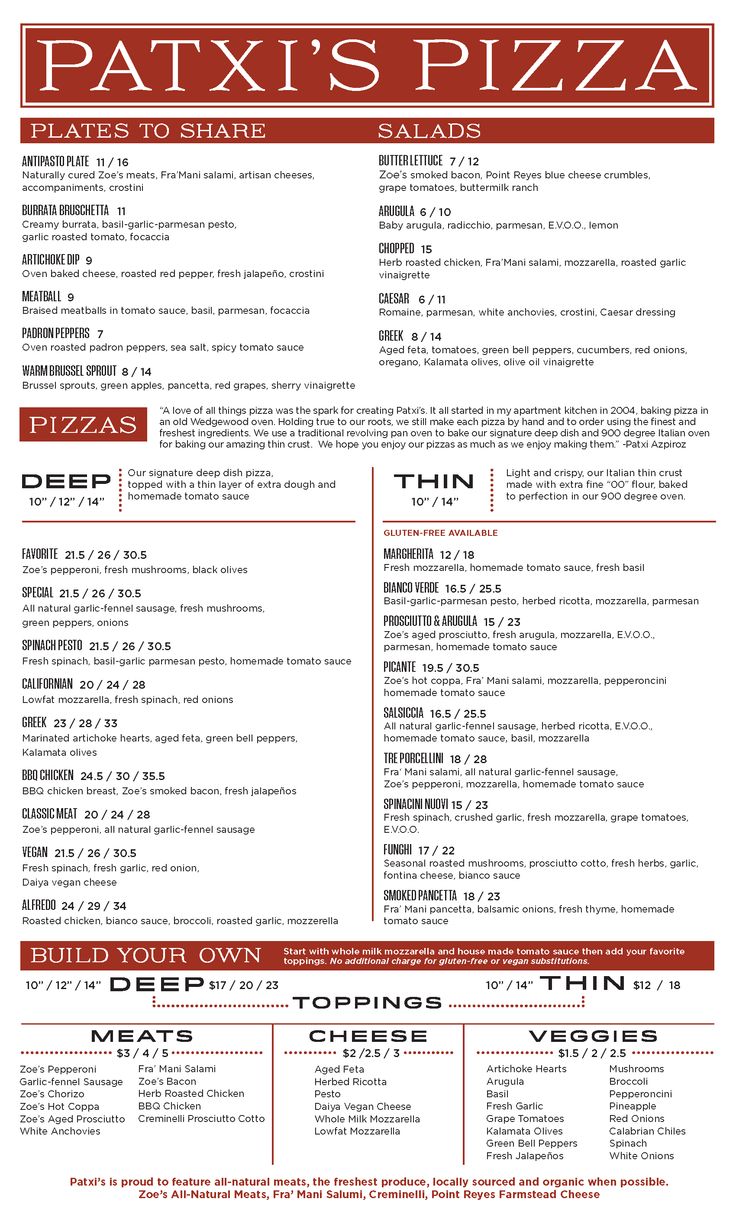 PATXI'S PIZZA
PLATES TO SHARE
ANTIPASTO PLATE 11 / 16
Naturally cured Zoe's meats, Fra'Mani salami, artisan cheeses,
accompaniments, crostini
BURRATA BRUSCHETTA 11
Creamy burrata, basil-garlic-parmesan pesto,
garlic roasted tomato, focaccia
ARTICHOKE DIP 9
Oven baked cheese, roasted red pepper, fresh jalapeño, crostini
MEATBALL 9
Braised meatballs in tomato sauce, basil, parmesan, focaccia
PADRON PEPPERS 7
Oven roasted padron peppers, sea salt, spicy tomato sauce
WARM BRUSSEL SPROUT 8 / 14
Brussel sprouts, green apples, pancetta, red grapes, sherry vinaigrette
SALADS
BUTTER LETTUCE 7 / 12
Zoe's smoked bacon, Point Reyes blue cheese crumbles,
grape tomatoes, buttermilk ranch
ARUGULA 6 / 10
Baby arugula, radicchio, parmesan, E.V.O.O., lemon
CHOPPED 15
Herb roasted chicken, Fra'Mani salami, mozzarella, roasted garlic
vinaigrette
CAESAR 6 / 11
Romaine, parmesan, white anchovies, crostini, Caesar dressing
GREEK 8 / 14
Aged feta, tomatoes, green bell peppers, cucumbers, red onions,
oregano, Kalamata olives, olive oil vinaigrette
PIZZAS
"A love of all things pizza was the spark for creating Patxi's. It all started in my apartment kitchen in 2004, baking pizza in
an old Wedgewood oven. Holding true to our roots, we still make each pizza by hand and to order using the finest and
freshest ingredients. We use a traditional revolving pan oven to bake our signature deep dish and 900 degree Italian oven
for baking our amazing thin crust. We hope you enjoy our pizzas as much as we enjoy making them." -Patxi Azpiroz
DEEP
10" / 12" / 14"
Our signature deep dish pizza,
topped with a thin layer of extra dough and
homemade tomato sauce
FAVORITE 21.5 / 26 / 30.5
Zoe's pepperoni, fresh mushrooms, black olives
SPECIAL 21.5 / 26 / 30.5
All natural garlic-fennel sausage, fresh mushrooms,
green peppers, onions
SPINACH PESTO 21.5 / 26 / 30.5
Fresh spinach, basil-garlic parmesan pesto, homemade tomato sauce
CALIFORNIAN 20 / 24 / 28
Lowfat mozzarella, fresh spinach, red onions
GREEK 23 / 28 / 33
Marinated artichoke hearts, aged feta, green bell peppers,
Kalamata olives
BBQ CHICKEN 24.5 / 30 / 35.5
BBQ chicken breast, Zoe's smoked bacon, fresh jalapeños
CLASSIC MEAT 20 / 24 / 28
Zoe's pepperoni, all natural garlic-fennel sausage
VEGAN 21.5 / 26 / 30.5
Fresh spinach, fresh garlic, red onion,
Daiya vegan cheese
ALFREDO 24 / 29 / 34
Roasted chicken, bianco sauce, broccoli, roasted garlic, mozzerella
THIN
10" / 14"
Light and crispy, our Italian thin crust
made with extra fine "00" flour, baked
to perfection in our 900 degree oven.
GLUTEN-FREE AVAILABLE
MARGHERITA 12 / 18
Fresh mozzarella, homemade tomato sauce, fresh basil
BIANCO VERDE 16.5 / 25.5
Basil-garlic-parmesan pesto, herbed ricotta, mozzarella, parmesan
PROSCIUTTO & ARUGULA 15 / 23
Zoe's aged prosciutto, fresh arugula, mozzarella, E.V.O.O.,
parmesan, homemade tomato sauce
PICANTE 19.5 / 30.5
Zoe's hot coppa, Fra' Mani salami, mozzarella, pepperoncini
homemade tomato sauce
SALSICCIA 16.5 / 25.5
All natural garlic-fennel sausage, herbed ricotta, E.V.O.O.,
homemade tomato sauce, basil, mozzarella
TRE PORCELLINI 18 / 28
Fra' Mani salami, all natural garlic-fennel sausage,
Zoe's pepperoni, mozzarella, homemade tomato sauce
SPINACINI NUOVI 15 / 23
Fresh spinach, crushed garlic, fresh mozzarella, grape tomatoes,
E.V.O.O.
FUNGHI 17 / 22
Seasonal roasted mushrooms, prosciutto cotto, fresh herbs, garlic,
fontina cheese, bianco sauce
SMOKED PANCETTA 18 / 23
Fra' Mani pancetta, balsamic onions, fresh thyme, homemade
tomato sauce
BUILD YOUR OWN
Start with whole milk mozzarella and house made tomato sauce then add your favorite
toppings. No additional charge for gluten-free or vegan substitutions.
10" / 12" / 14" DEEP $17 / 20 / 23
10" / 14" THIN $12 / 18
TOPPINGS
MEATS
$3 / 4 / 5
Zoe's Pepperoni
Garlic-fennel Sausage
Zoe's Chorizo
Zoe's Hot Coppa
Zoe's Aged Prosciutto
White Anchovies
Fra' Mani Salami
Zoe's Bacon
Herb Roasted Chicken
BBQ Chicken
Creminelli Prosciutto Cotto
CHEESE
$2 /2.5 / 3
Aged Feta
Herbed Ricotta
Pesto
Daiya Vegan Cheese
Whole Milk Mozzarella
Lowfat Mozzarella
VEGGIES
$1.5 / 2 / 2.5
Artichoke Hearts
Arugula
Basil
Fresh Garlic
Grape Tomatoes
Kalamata Olives
Green Bell Peppers
Fresh Jalapeños
Mushrooms
Broccoli
Pepperoncini
Pineapple
Red Onions
Calabrian Chiles
Spinach
White Onions
Patxi's is proud to feature all-natural meats, the freshest produce, locally sourced and organic when possible.
Zoe's All-Natural Meats, Fra' Mani Salumi, Creminelli, Point Reyes Farmstead Cheese